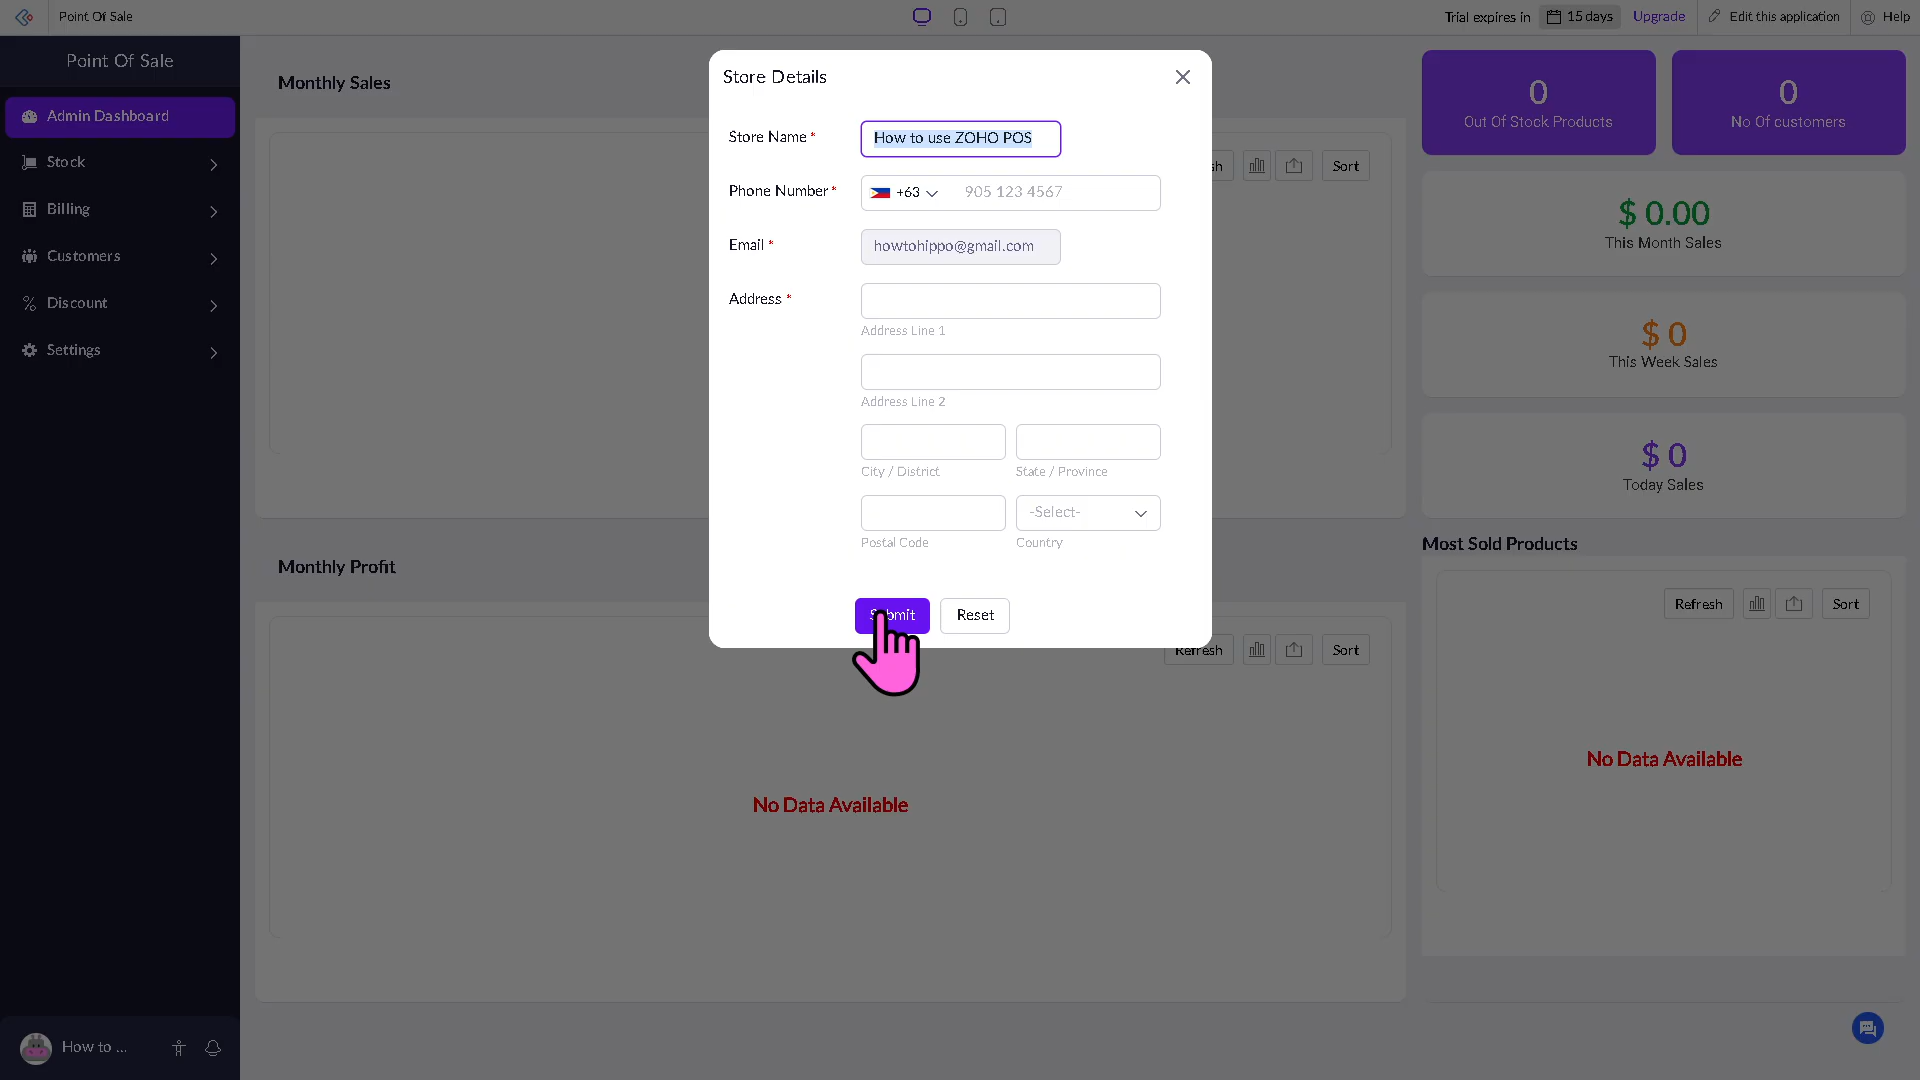 Point Of Sale
Trial expires in 15 days Upgrade Edit this application Help
Point Of Sale
Admin Dashboard
Stock
Billing
Customers
Discount
Settings
How to ...
Monthly Sales
Sort
Monthly Profit
Refresh Sort
No Data Available
Store Details
Store Name * How to use ZOHO POS
Phone Number * +63 905 123 4567
Email * howtohippo@gmail.com
Address *
Address Line 1
Address Line 2
City / District State / Province
-Select-
Postal Code Country
Submit Reset
0
Out Of Stock Products
0
No Of customers
$ 0.00
This Month Sales
$ 0
This Week Sales
$ 0
Today Sales
Most Sold Products
Refresh Sort
No Data Available